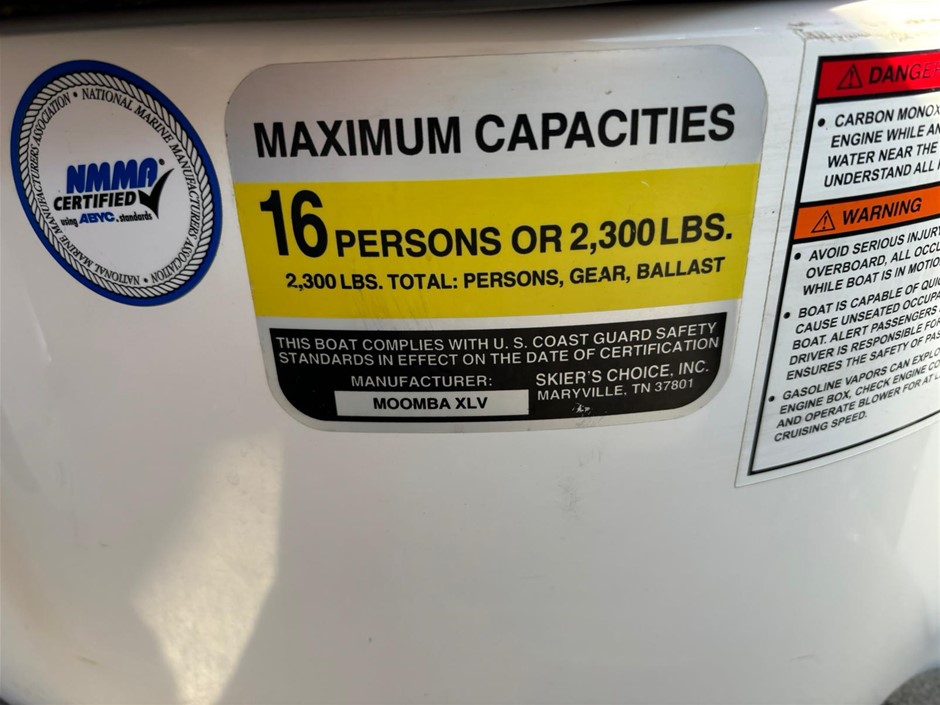 NATIONAL MARINE MANUFACTURERS ASSOCIATION • NATIONAL MARINE MANUFACTURERS ASSOCIATION •
NMMA
CERTIFIED
using ABYC. standards
MAXIMUM CAPACITIES
16 PERSONS OR 2,300 LBS.
2,300 LBS. TOTAL: PERSONS, GEAR, BALLAST
THIS BOAT COMPLIES WITH U. S. COAST GUARD SAFETY
STANDARDS IN EFFECT ON THE DATE OF CERTIFICATION
MANUFACTURER:
MOOMBA XLV
SKIER'S CHOICE, INC.
MARYVILLE, TN 37801
DANGER
• CARBON MONOX
ENGINE WHILE AN
WATER NEAR THE
UNDERSTAND ALL
WARNING
• AVOID SERIOUS INJURY
OVERBOARD, ALL OCCU
WHILE BOAT IS IN MOTIO
• BOAT IS CAPABLE OF QUIC
CAUSE UNSEATED OCCUPA
BOAT. ALERT PASSENGERS
DRIVER IS RESPONSIBLE FOR
ENSURES THE SAFETY OF PAS
• GASOLINE VAPORS CAN EXPLO
ENGINE BOX, CHECK ENGINE CO
AND OPERATE BLOWER FOR AT L
CRUISING SPEED.